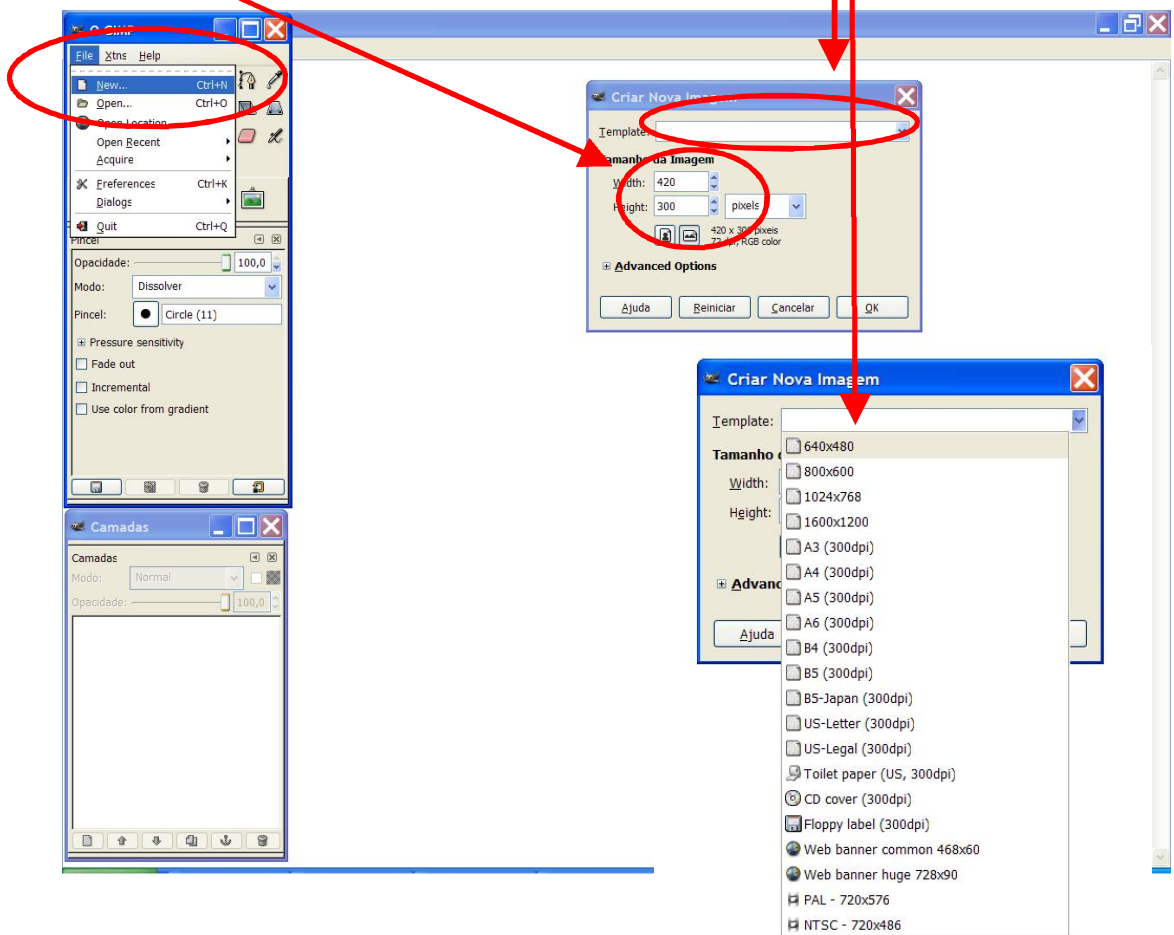 O GIMP
File Xtns Help
New... Ctrl+N
Open... Ctrl+O
Open Location...
Open Recent
Acquire
Preferences Ctrl+K
Dialogs
Quit Ctrl+Q
Pincel
Opacidade: 100,0
Modo: Dissolver
Pincel: Circle (11)
Pressure sensitivity
Fade out
Incremental
Use color from gradient
Camadas
Camadas
Modo: Normal
Opacidade: 100,0
Criar Nova Imagem
Template:
Tamanho da Imagem
Width: 420
Height: 300 pixels
420 x 300 pixeis
72 dpi, RGB color
Advanced Options
Ajuda Reiniciar Cancelar OK
Criar Nova Imagem
Template:
Tamanho d
Width:
Height:
Advanc
Ajuda
640x480
800x600
1024x768
1600x1200
A3 (300dpi)
A4 (300dpi)
A5 (300dpi)
A6 (300dpi)
B4 (300dpi)
B5 (300dpi)
B5-Japan (300dpi)
US-Letter (300dpi)
US-Legal (300dpi)
Toilet paper (US, 300dpi)
CD cover (300dpi)
Floppy label (300dpi)
Web banner common 468x60
Web banner huge 728x90
PAL - 720x576
NTSC - 720x486